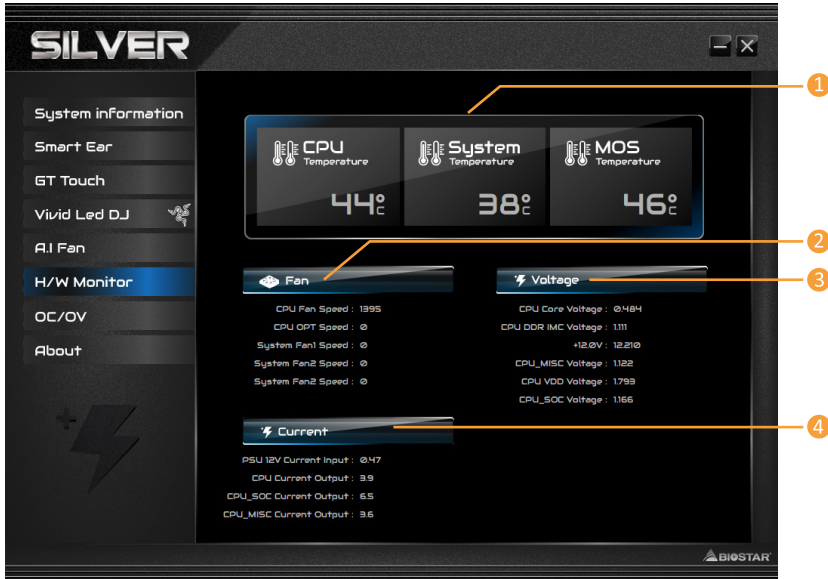 SILVER
1
System information
Smart Ear
GT Touch
Vivid Led DJ
A.I Fan
H/W Monitor
OC/OV
About
CPU
Temperature
44°C
System
Temperature
38°C
MOS
Temperature
46°C
2
3
Fan
CPU Fan Speed : 1395
CPU OPT Speed : 0
System Fan1 Speed : 0
System Fan2 Speed : 0
System Fan2 Speed : 0
Voltage
CPU Core Voltage : 0.484
CPU DDR IMC Voltage : 1.111
+12.0V : 12.210
CPU_MISC Voltage : 1.122
CPU VDD Voltage : 1.793
CPU_SOC Voltage : 1.166
4
Current
PSU 12V Current Input : 0.47
CPU Current Output : 3.9
CPU_SOC Current Output : 6.5
CPU_MISC Current Output : 3.6
BIOSTAR